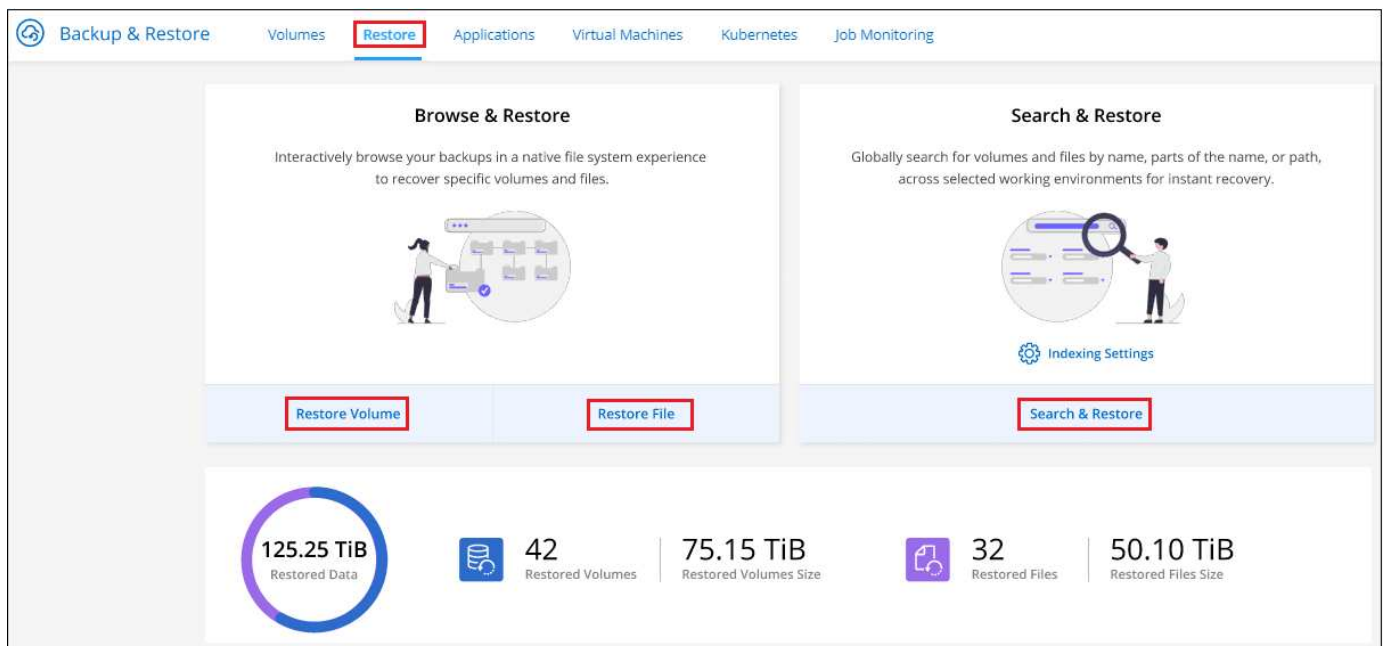 Backup & Restore
Volumes
Restore
Applications
Virtual Machines
Kubernetes
Job Monitoring
Browse & Restore
Interactively browse your backups in a native file system experience
to recover specific volumes and files.
Restore Volume
Restore File
Search & Restore
Globally search for volumes and files by name, parts of the name, or path,
across selected working environments for instant recovery.
Indexing Settings
Search & Restore
125.25 TiB
Restored Data
42
Restored Volumes
75.15 TiB
Restored Volumes Size
32
Restored Files
50.10 TiB
Restored Files Size